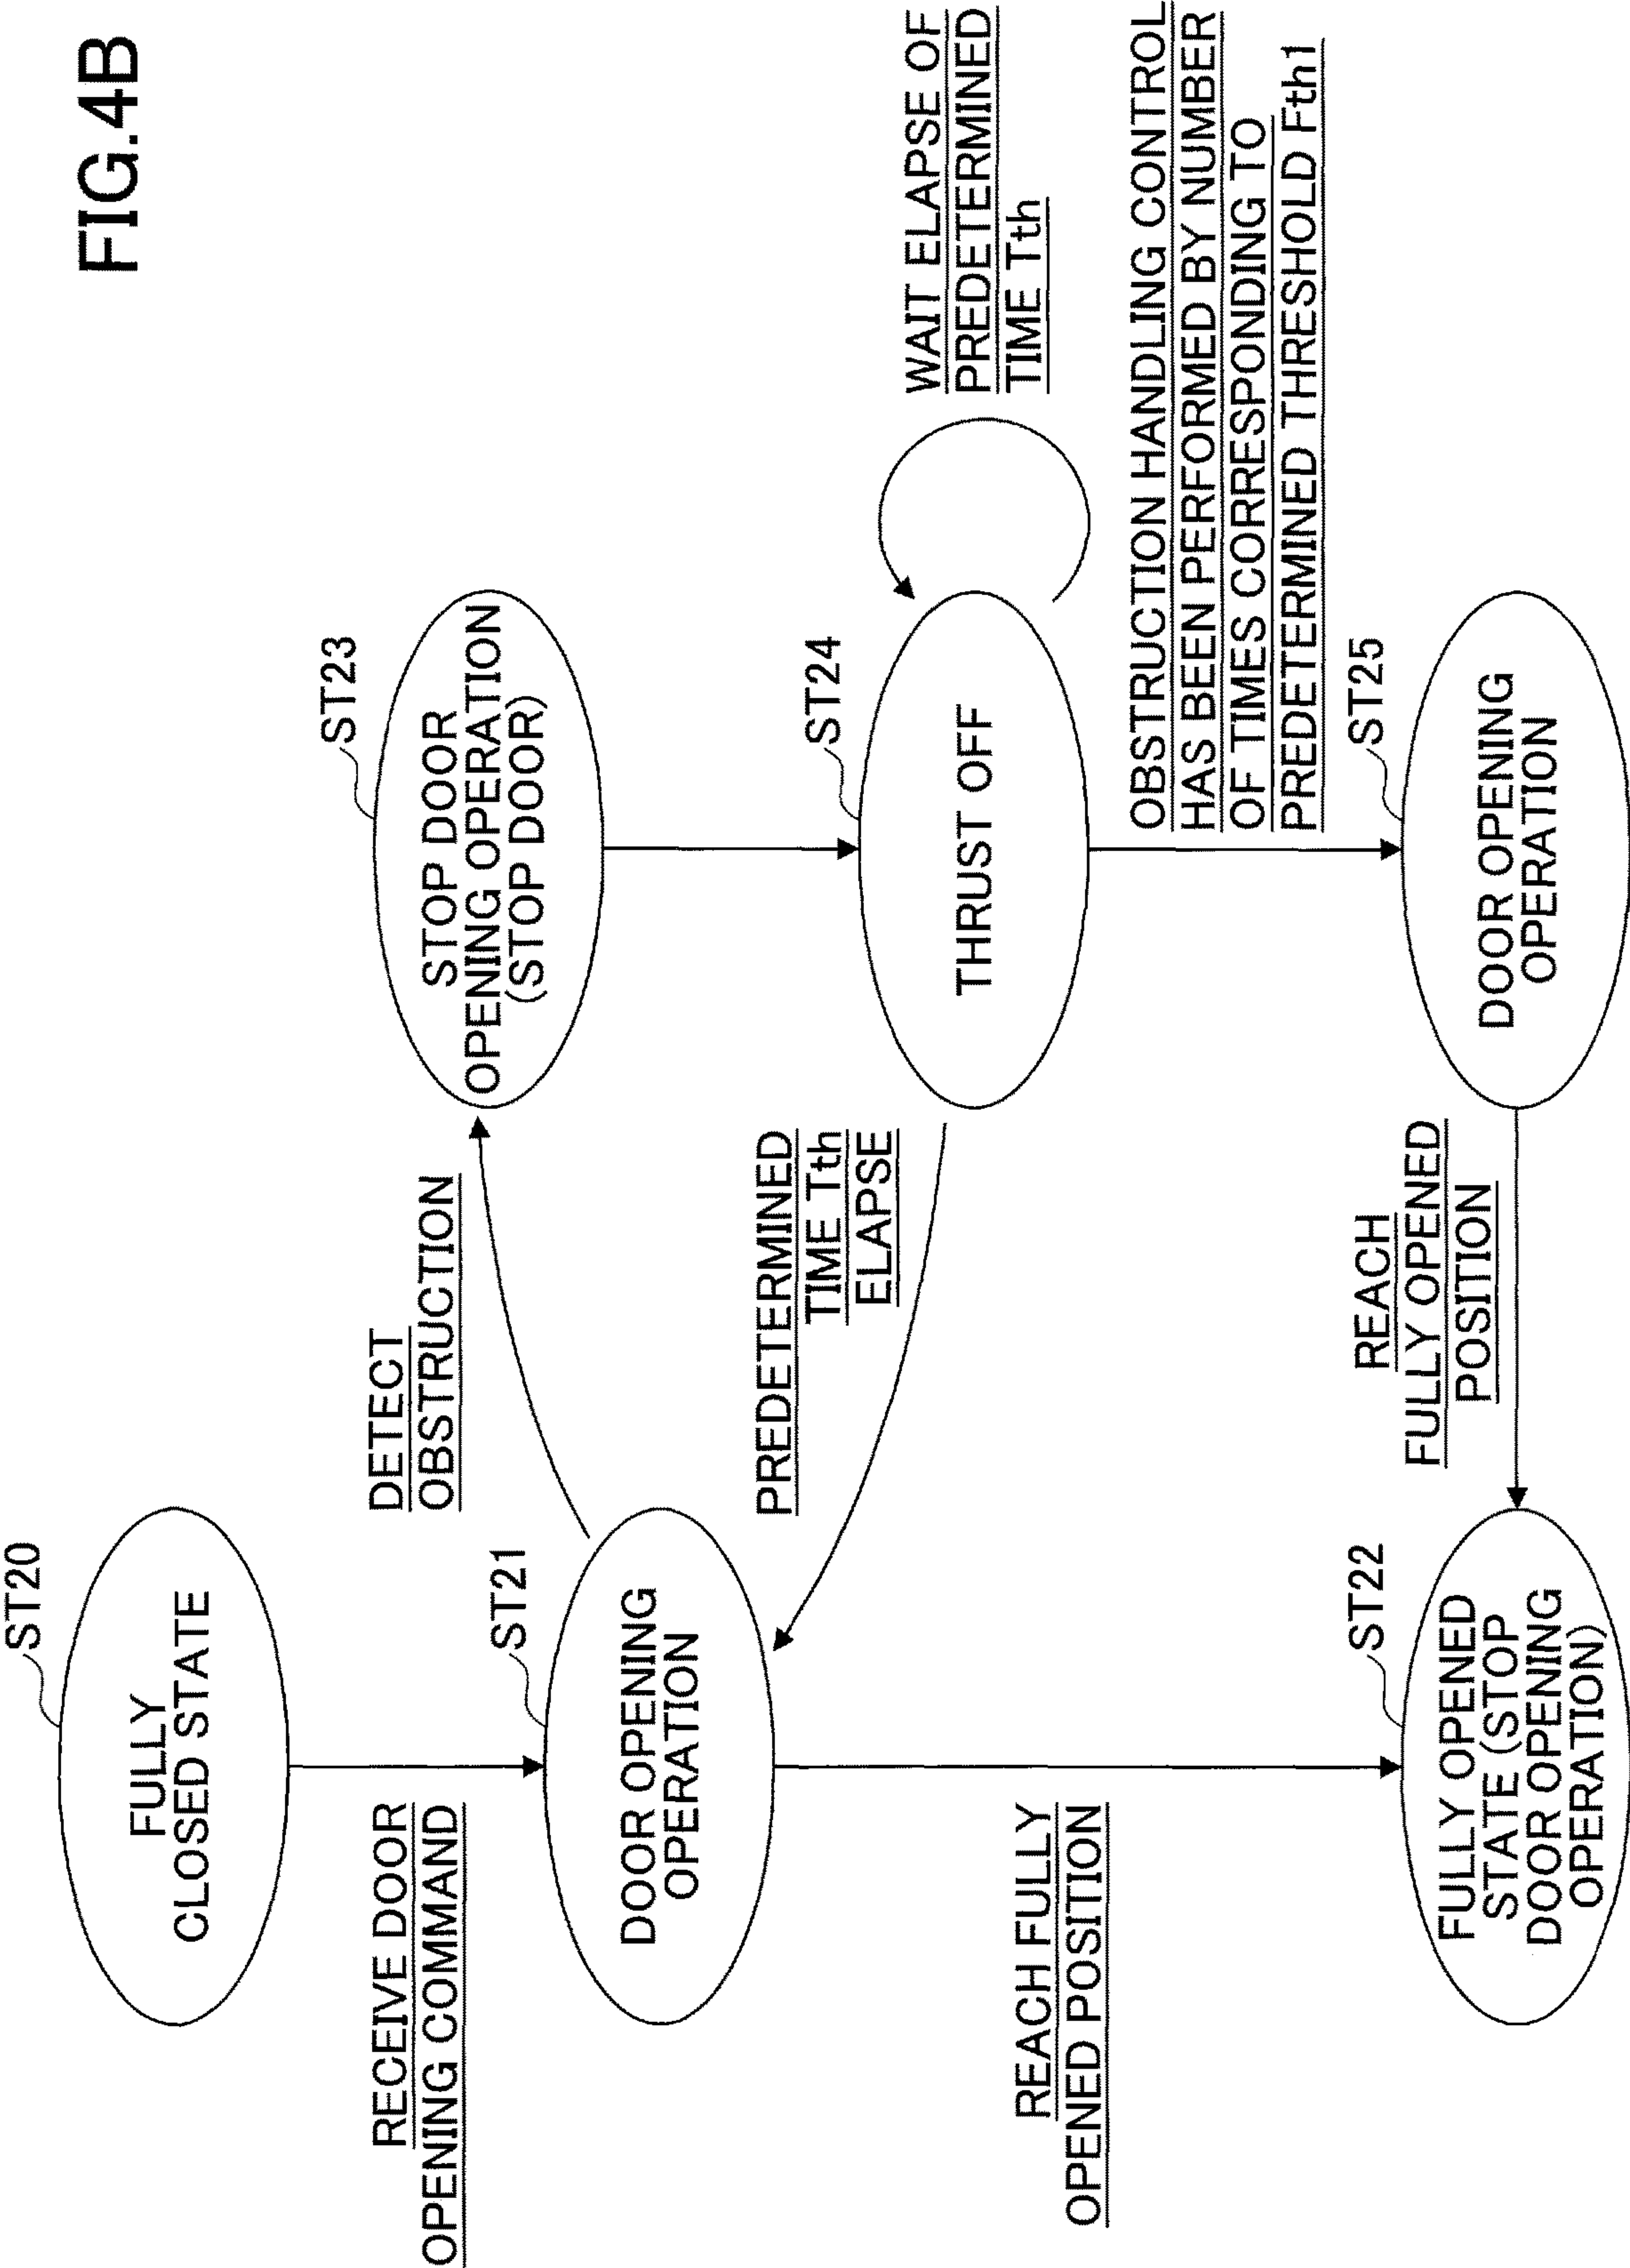 FIG.4B
ST20
FULLY
CLOSED STATE
RECEIVE DOOR
OPENING COMMAND
ST21
DOOR OPENING
OPERATION
DETECT
OBSTRUCTION
ST23
STOP DOOR
OPENING OPERATION
(STOP DOOR)
PREDETERMINED
TIME Tth
ELAPSE
ST24
THRUST OFF
WAIT ELAPSE OF
PREDETERMINED
TIME Tth
OBSTRUCTION HANDLING CONTROL
HAS BEEN PERFORMED BY NUMBER
OF TIMES CORRESPONDING TO
PREDETERMINED THRESHOLD Fth1
REACH FULLY
OPENED POSITION
ST22
FULLY OPENED
STATE (STOP
DOOR OPENING
OPERATION)
REACH
FULLY OPENED
POSITION
ST25
DOOR OPENING
OPERATION